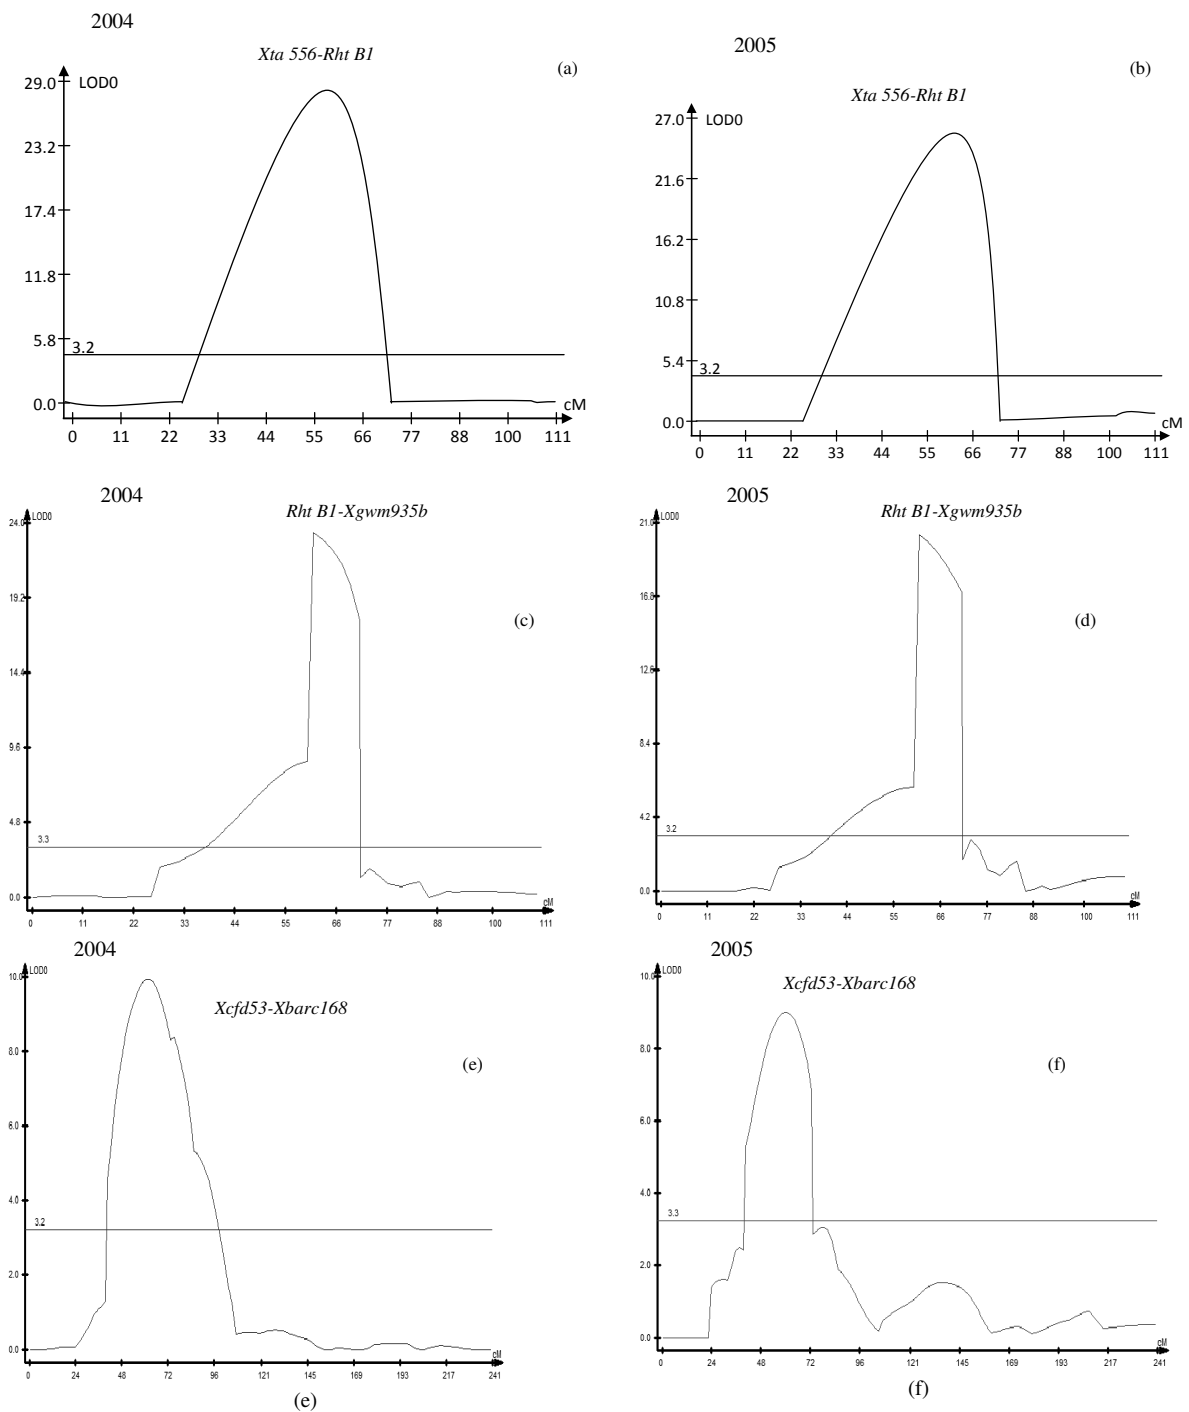 2004
Xta 556-Rht B1
(a)
29.0
LOD0
23.2
17.4
11.8
5.8
3.2
0.0
cM
0 11 22 33 44 55 66 77 88 100 111
2005
(b)
Xta 556-Rht B1
27.0
LOD0
21.6
16.2
10.8
5.4
3.2
0.0
cM
0 11 22 33 44 55 66 77 88 100 111
2004
Rht B1-Xgwm935b
LOD0
24.0
19.2
(c)
14.4
9.6
4.8
3.3
0.0
cM
0 11 22 33 44 55 66 77 88 100 111
2005
Rht B1-Xgwm935b
LOD0
21.0
16.8
(d)
12.6
8.4
4.2
3.2
0.0
cM
0 11 22 33 44 55 66 77 88 100 111
2004
LOD0
10.0
Xcfd53-Xbarc168
8.0
(e)
6.0
4.0
3.2
2.0
0.0
cM
0 24 48 72 96 121 145 169 193 217 241
(e)
2005
LOD0
10.0
Xcfd53-Xbarc168
8.0
(f)
6.0
4.0
3.3
2.0
0.0
cM
0 24 48 72 96 121 145 169 193 217 241
(f)